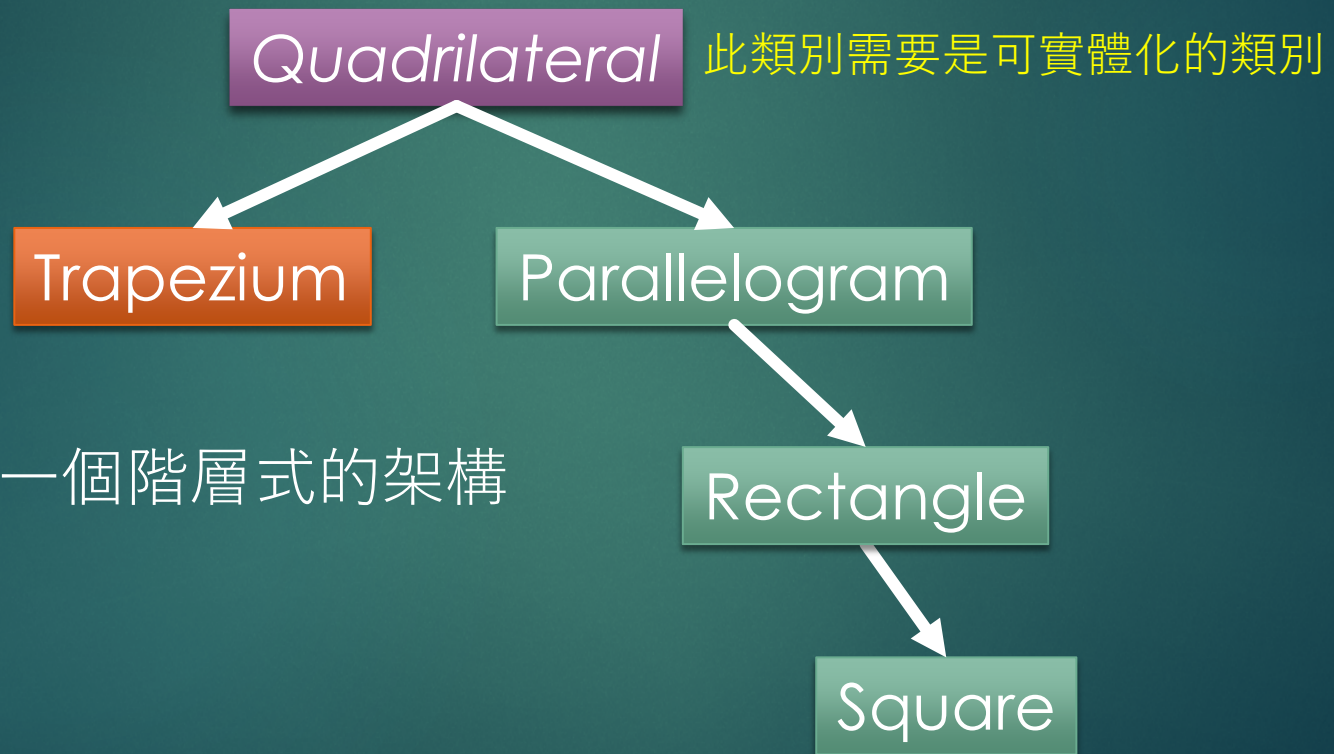 Quadrilateral
此類別需要是可實體化的類別
Trapezium
Parallelogram
一個階層式的架構
Rectangle
Square